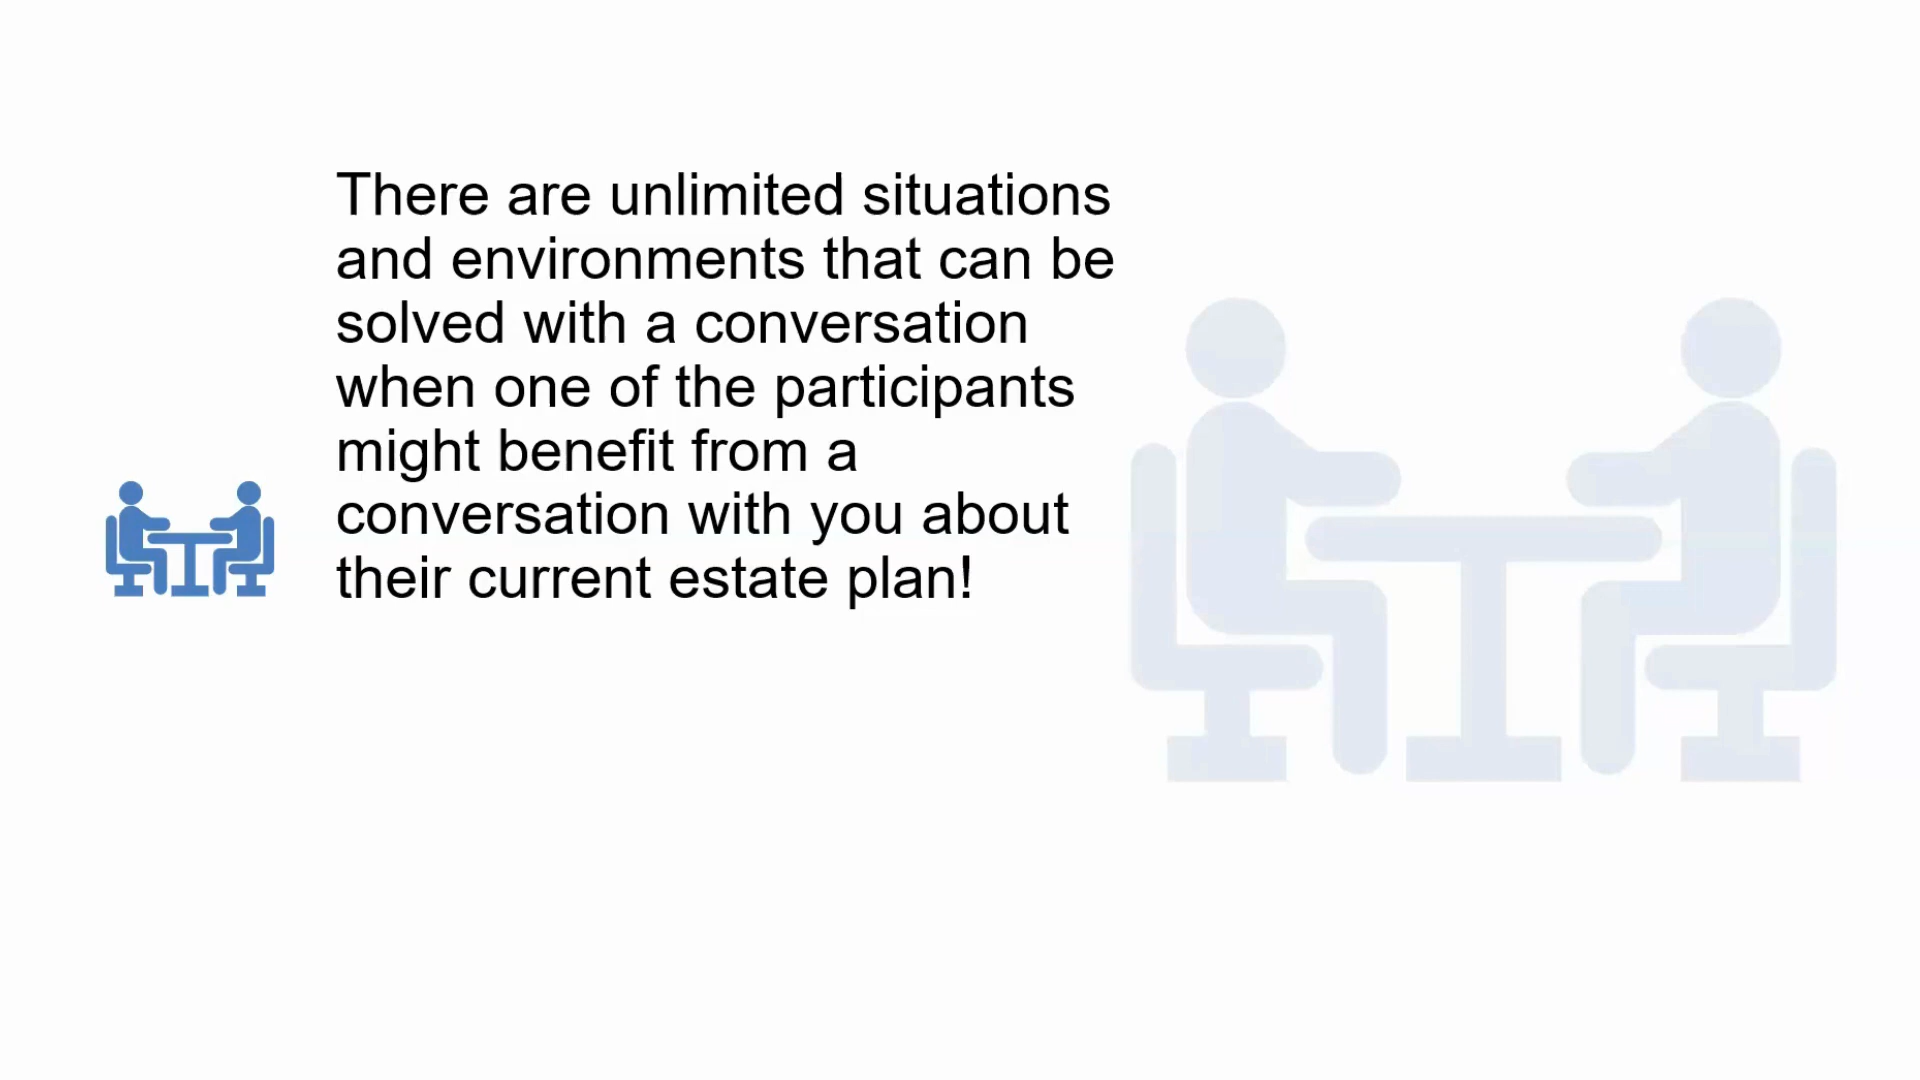 There are unlimited situations
and environments that can be
solved with a conversation
when one of the participants
might benefit from a
conversation with you about
their current estate plan!